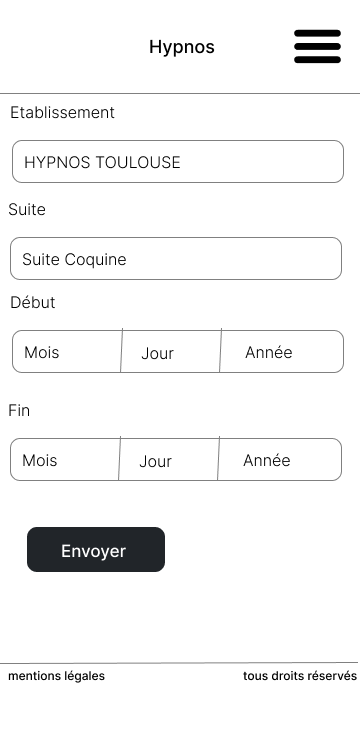 Hypnos
Etablissement
HYPNOS TOULOUSE
Suite
Suite Coquine
Début
Mois Jour Année
Fin
Mois Jour Année
Envoyer
mentions légales tous droits réservés